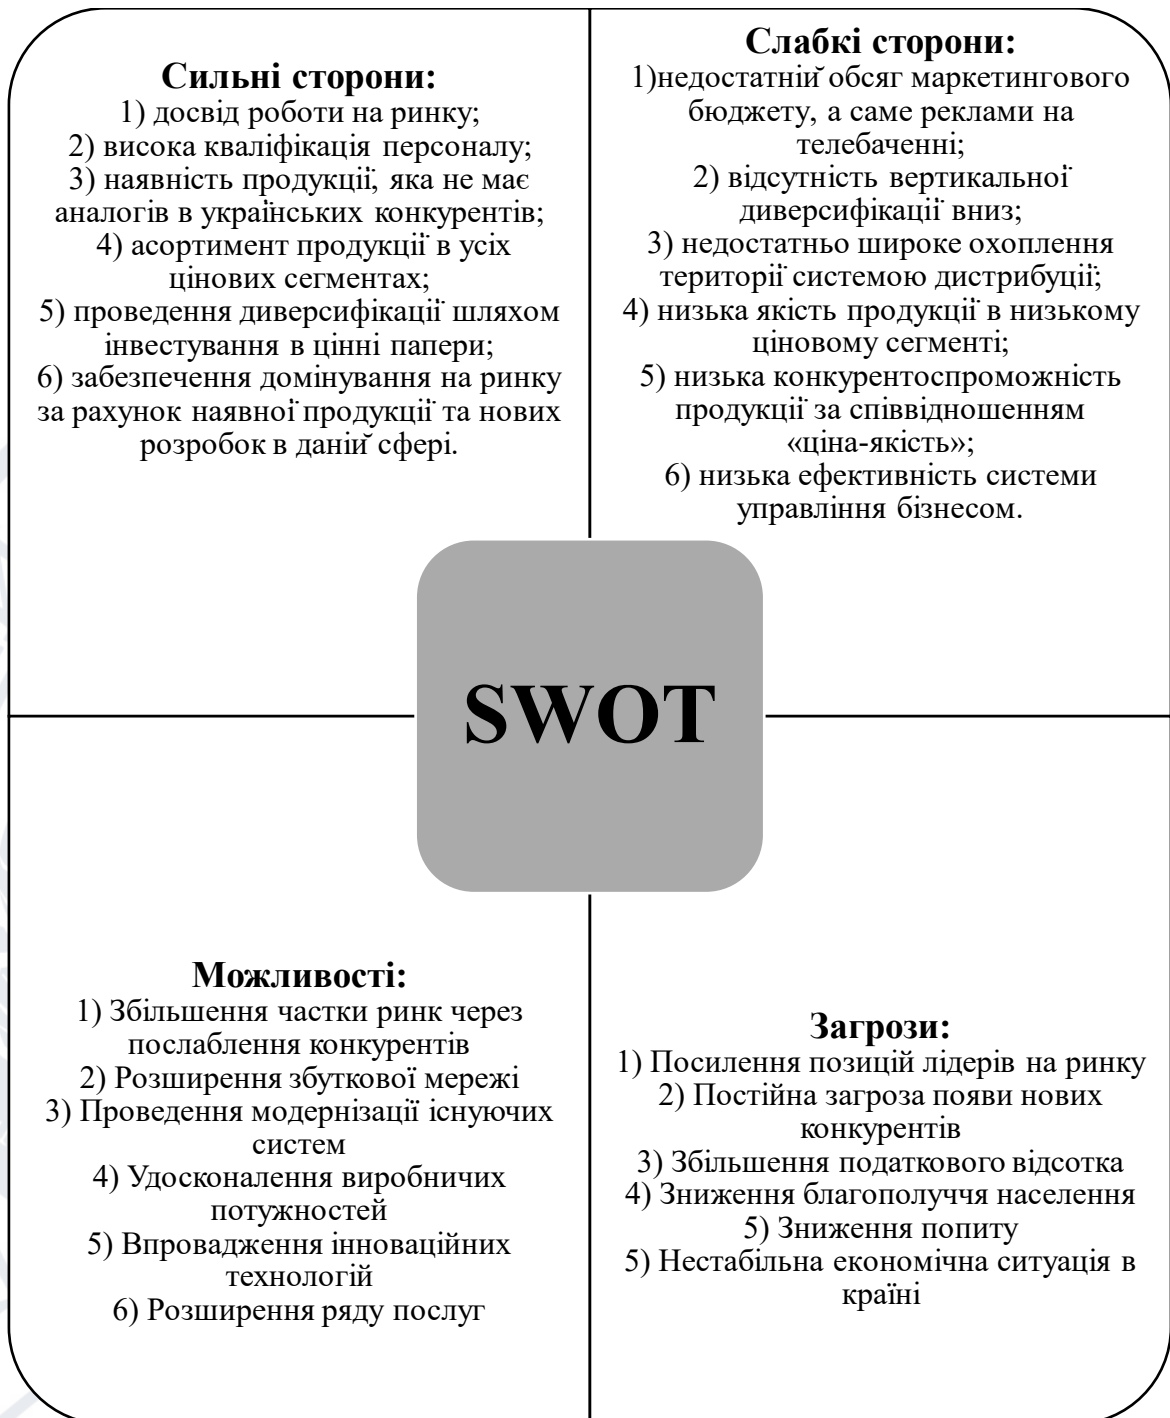 Сильні сторони:
1) досвід роботи на ринку;
2) висока кваліфікація персоналу;
3) наявність продукції, яка не має
аналогів в українських конкурентів;
4) асортимент продукції в усіх
цінових сегментах;
5) проведення диверсифікації шляхом
інвестування в цінні папери;
6) забезпечення домінування на ринку
за рахунок наявної продукції та нових
розробок в даній сфері.
Слабкі сторони:
1)недостатній обсяг маркетингового
бюджету, а саме реклами на
телебаченні;
2) відсутність вертикальної
диверсифікації вниз;
3) недостатньо широке охоплення
території системою дистрибуції;
4) низька якість продукції в низькому
ціновому сегменті;
5) низька конкурентоспроможність
продукції за співвідношенням
«ціна-якість»;
6) низька ефективність системи
управління бізнесом.
SWOT
Можливості:
1) Збільшення частки ринк через
послаблення конкурентів
2) Розширення збуткової мережі
3) Проведення модернізації існуючих
систем
4) Удосконалення виробничих
потужностей
5) Впровадження інноваційних
технологій
6) Розширення ряду послуг
Загрози:
1) Посилення позицій лідерів на ринку
2) Постійна загроза появи нових
конкурентів
3) Збільшення податкового відсотка
4) Зниження благополуччя населення
5) Зниження попиту
5) Нестабільна економічна ситуація в
країні